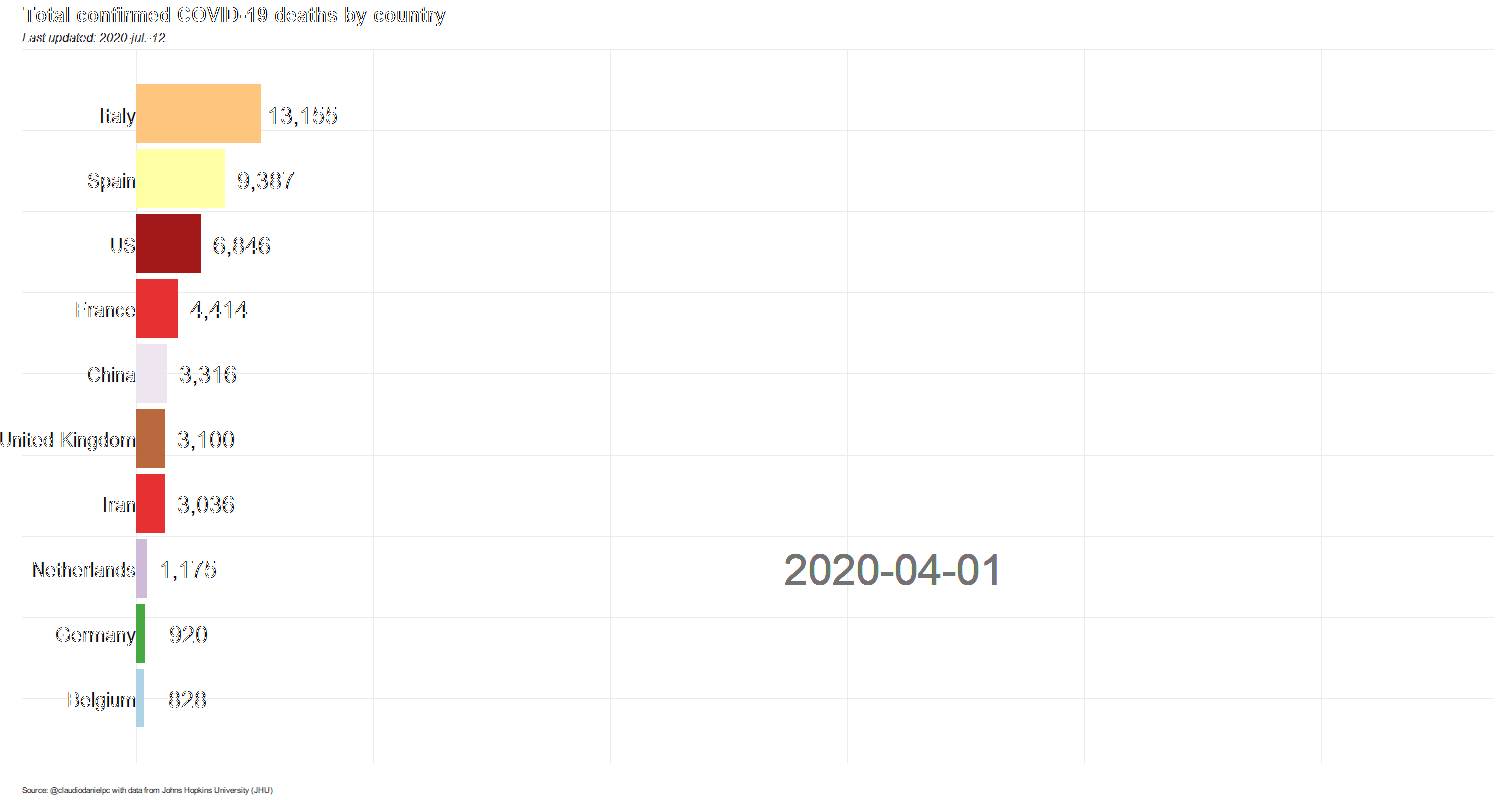 Total confirmed COVID-19 deaths by country
Last updated: 2020-jul.-12
Italy 13,155
Spain 9,387
US 6,846
France 4,414
China 3,316
United Kingdom 3,100
Iran 3,036
Netherlands 1,175
2020-04-01
Germany 920
Belgium 828
Source: @claudiodanielpc with data from Johns Hopkins University (JHU)